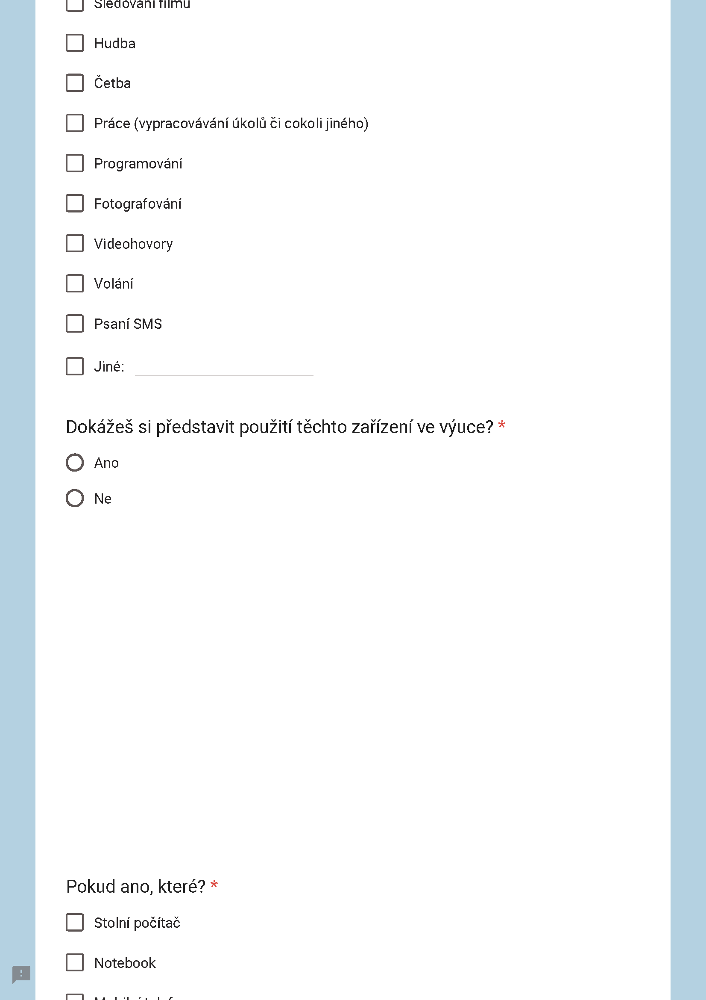 Sledování filmů
Hudba
Četba
Práce (vypracovávání úkolů či cokoli jiného)
Programování
Fotografování
Videohovory
Volání
Psaní SMS
Jiné:
Dokážeš si představit použití těchto zařízení ve výuce? *
Ano
Ne
Pokud ano, které? *
Stolní počítač
Notebook